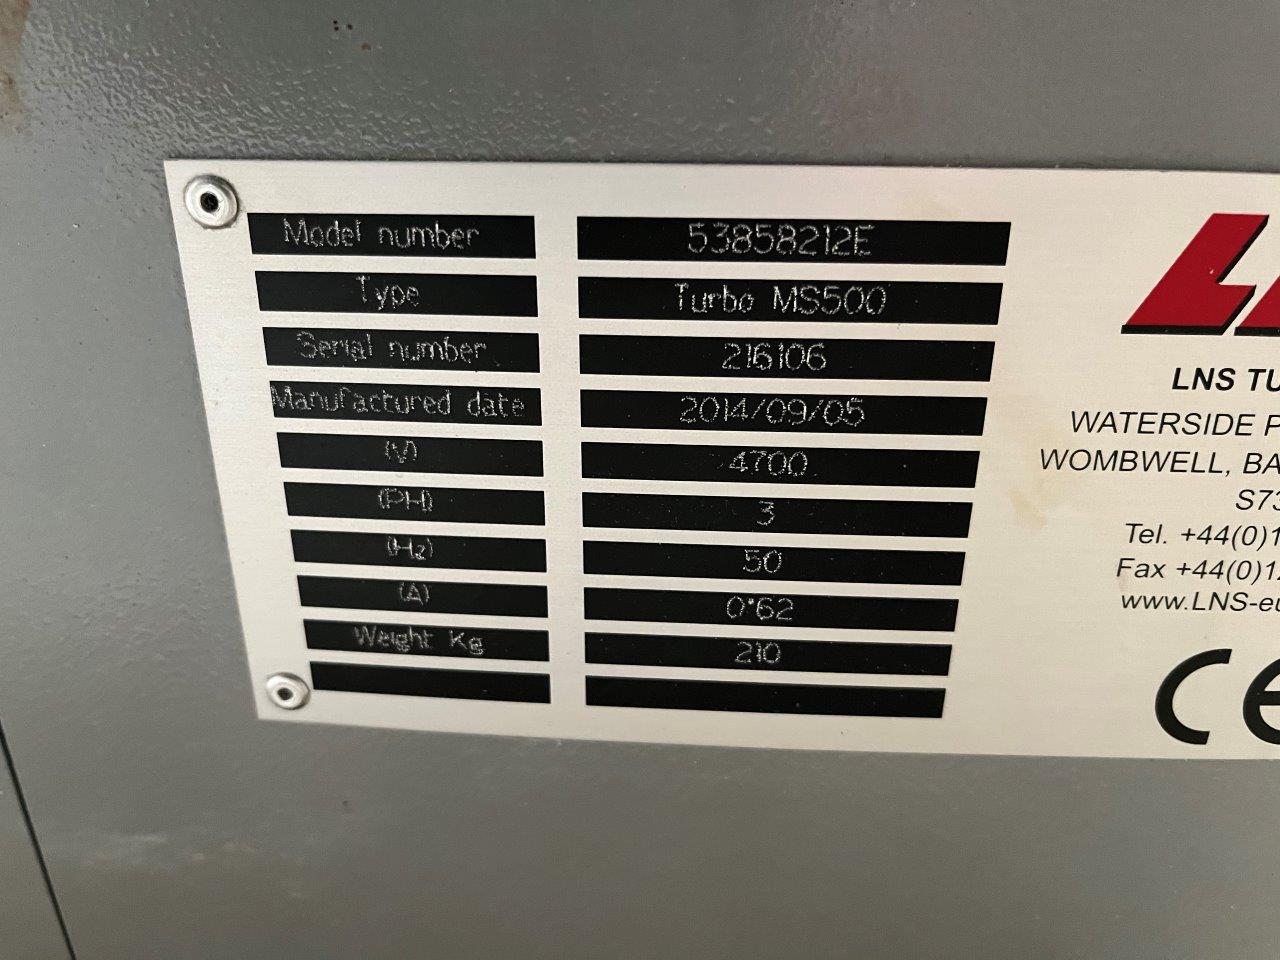 Model number 53858212E
Type Turbo MS500
Serial number 216106
Manufactured date 2014/09/05
(V) 4700
(PH) 3
(Hz) 50
(A) 0.62
Weight Kg 210
LNS TU
WATERSIDE P
WOMBWELL, BA
S73
Tel. +44(0)1
Fax +44(0)12
www.LNS-eu
CE